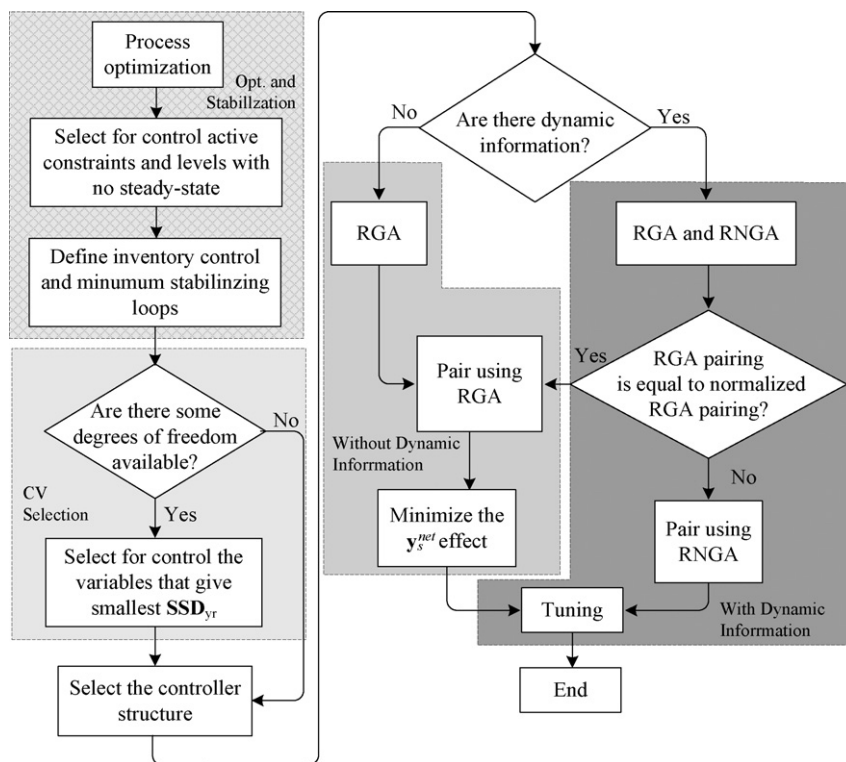 Process
optimization
Opt. and
Stabillzation
Select for control active
constraints and levels with
no steady-state
Define inventory control
and minumum stabilinzing
loops
Are there some
degrees of freedom
available?
No
CV
Selection
Yes
Select for control the
variables that give
smallest SSDyr
Select the controller
structure
Are there dynamic
information?
No
Yes
RGA
RGA and RNGA
Pair using
RGA
Yes
RGA pairing
is equal to normalized
RGA pairing?
Without Dynamic
Iniormation
No
Minimize the
ys^net effect
Pair using
RNGA
Tuning
With Dynamic
Iniorrmation
End